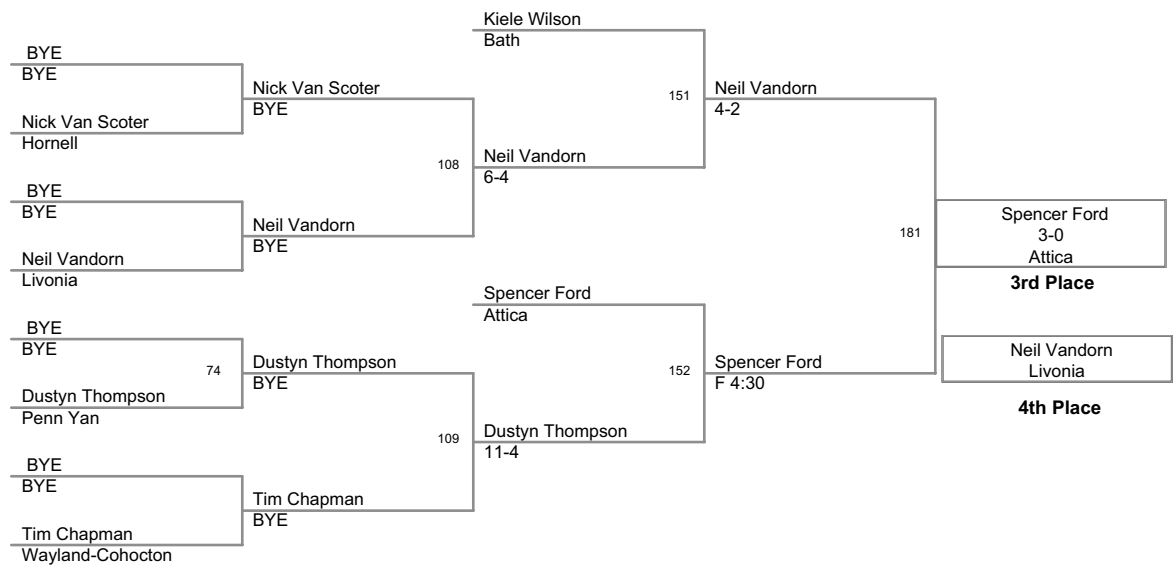 Kiele Wilson
Bath
BYE
BYE
Nick Van Scoter
BYE
151
Neil Vandorn
4-2
Nick Van Scoter
Hornell
108
Neil Vandorn
6-4
BYE
BYE
Neil Vandorn
BYE
181
Spencer Ford
3-0
Attica
3rd Place
Neil Vandorn
Livonia
Spencer Ford
Attica
BYE
BYE
74
Dustyn Thompson
BYE
152
Spencer Ford
F 4:30
Neil Vandorn
Livonia
4th Place
Dustyn Thompson
Penn Yan
109
Dustyn Thompson
11-4
BYE
BYE
Tim Chapman
BYE
Tim Chapman
Wayland-Cohocton